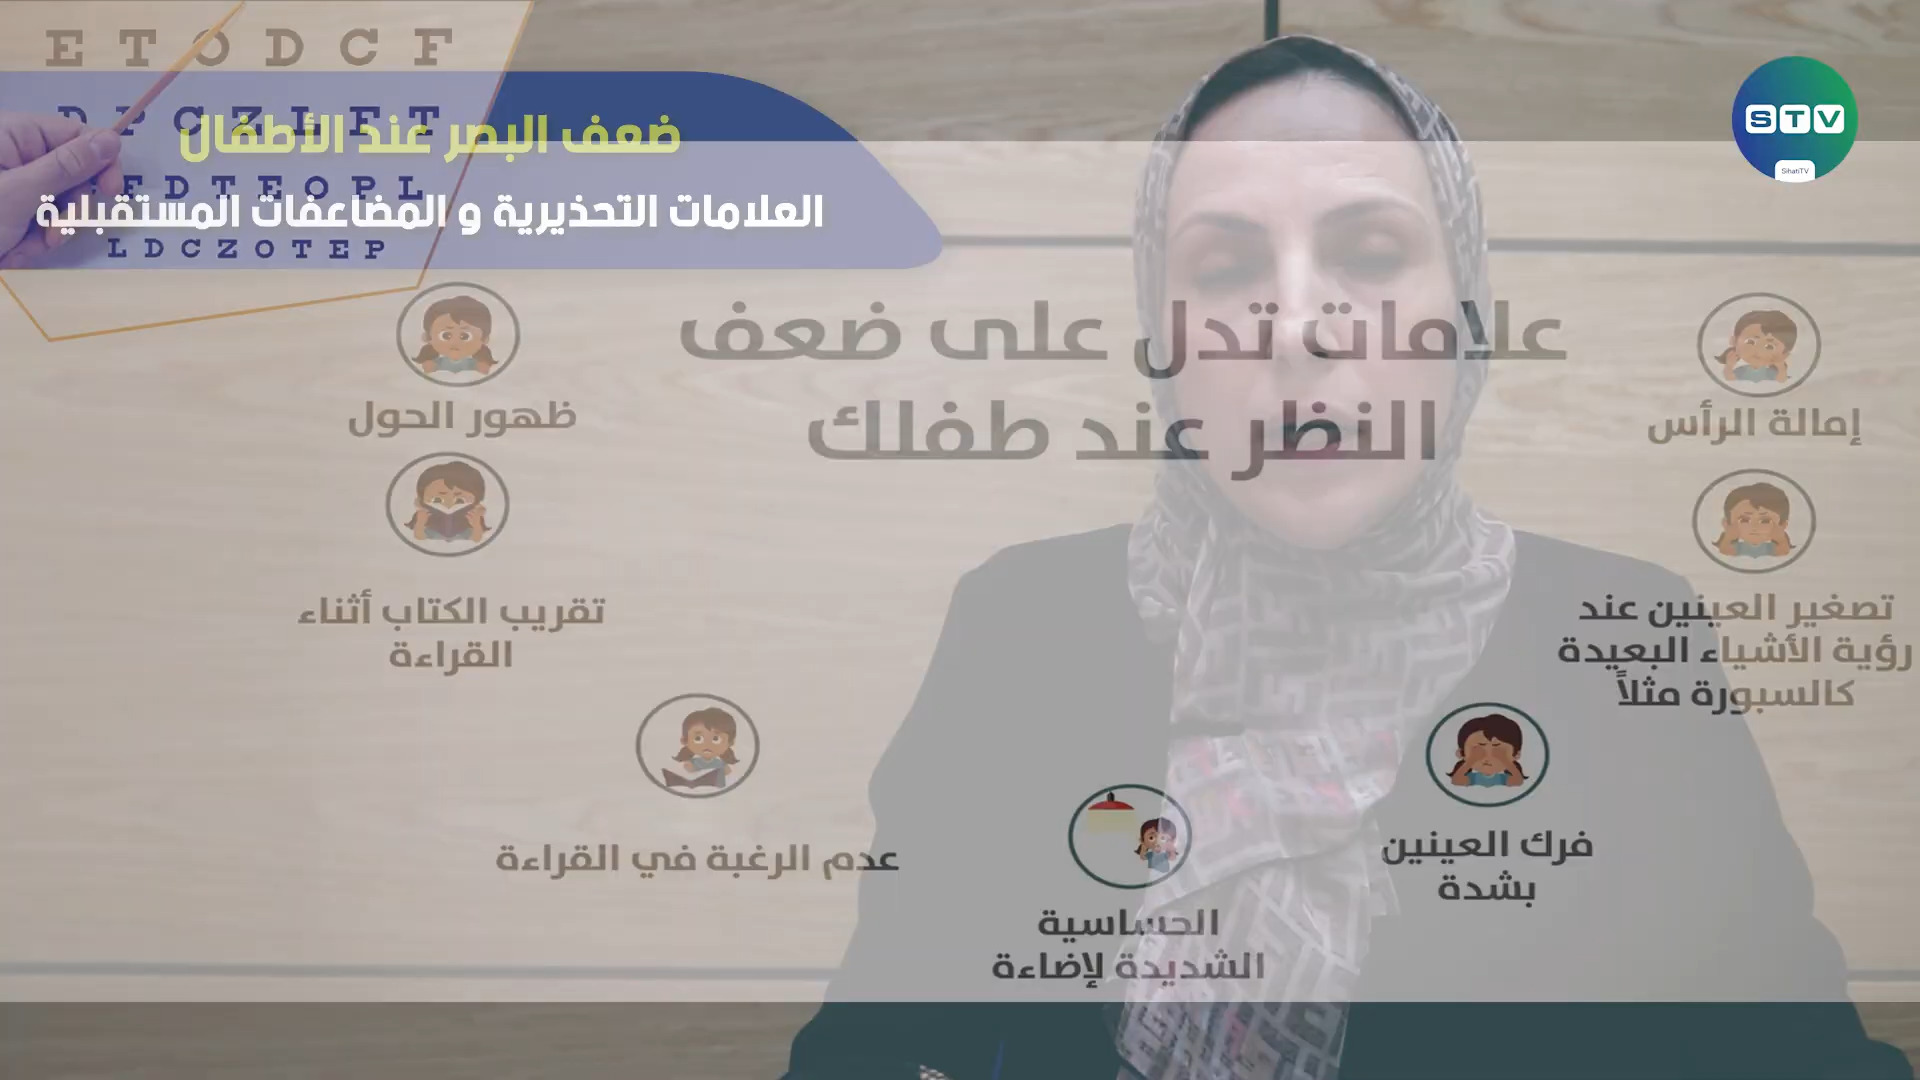 E T O D C F
D P C Z L F T
ضعف البصر عند الأطفال
F D T E O P L
العلامات التحذيرية و المضاعفات المستقبلية
L D C Z O T E P
STV
SihatiTV
علامات تدل على ضعف
النظر عند طفلك
إمالة الرأس
ظهور الحول
تصغير العينين عند
رؤية الأشياء البعيدة
كالسبورة مثلاً
تقريب الكتاب أثناء
القراءة
فرك العينين
بشدة
عدم الرغبة في القراءة
الحساسية
الشديدة لإضاءة